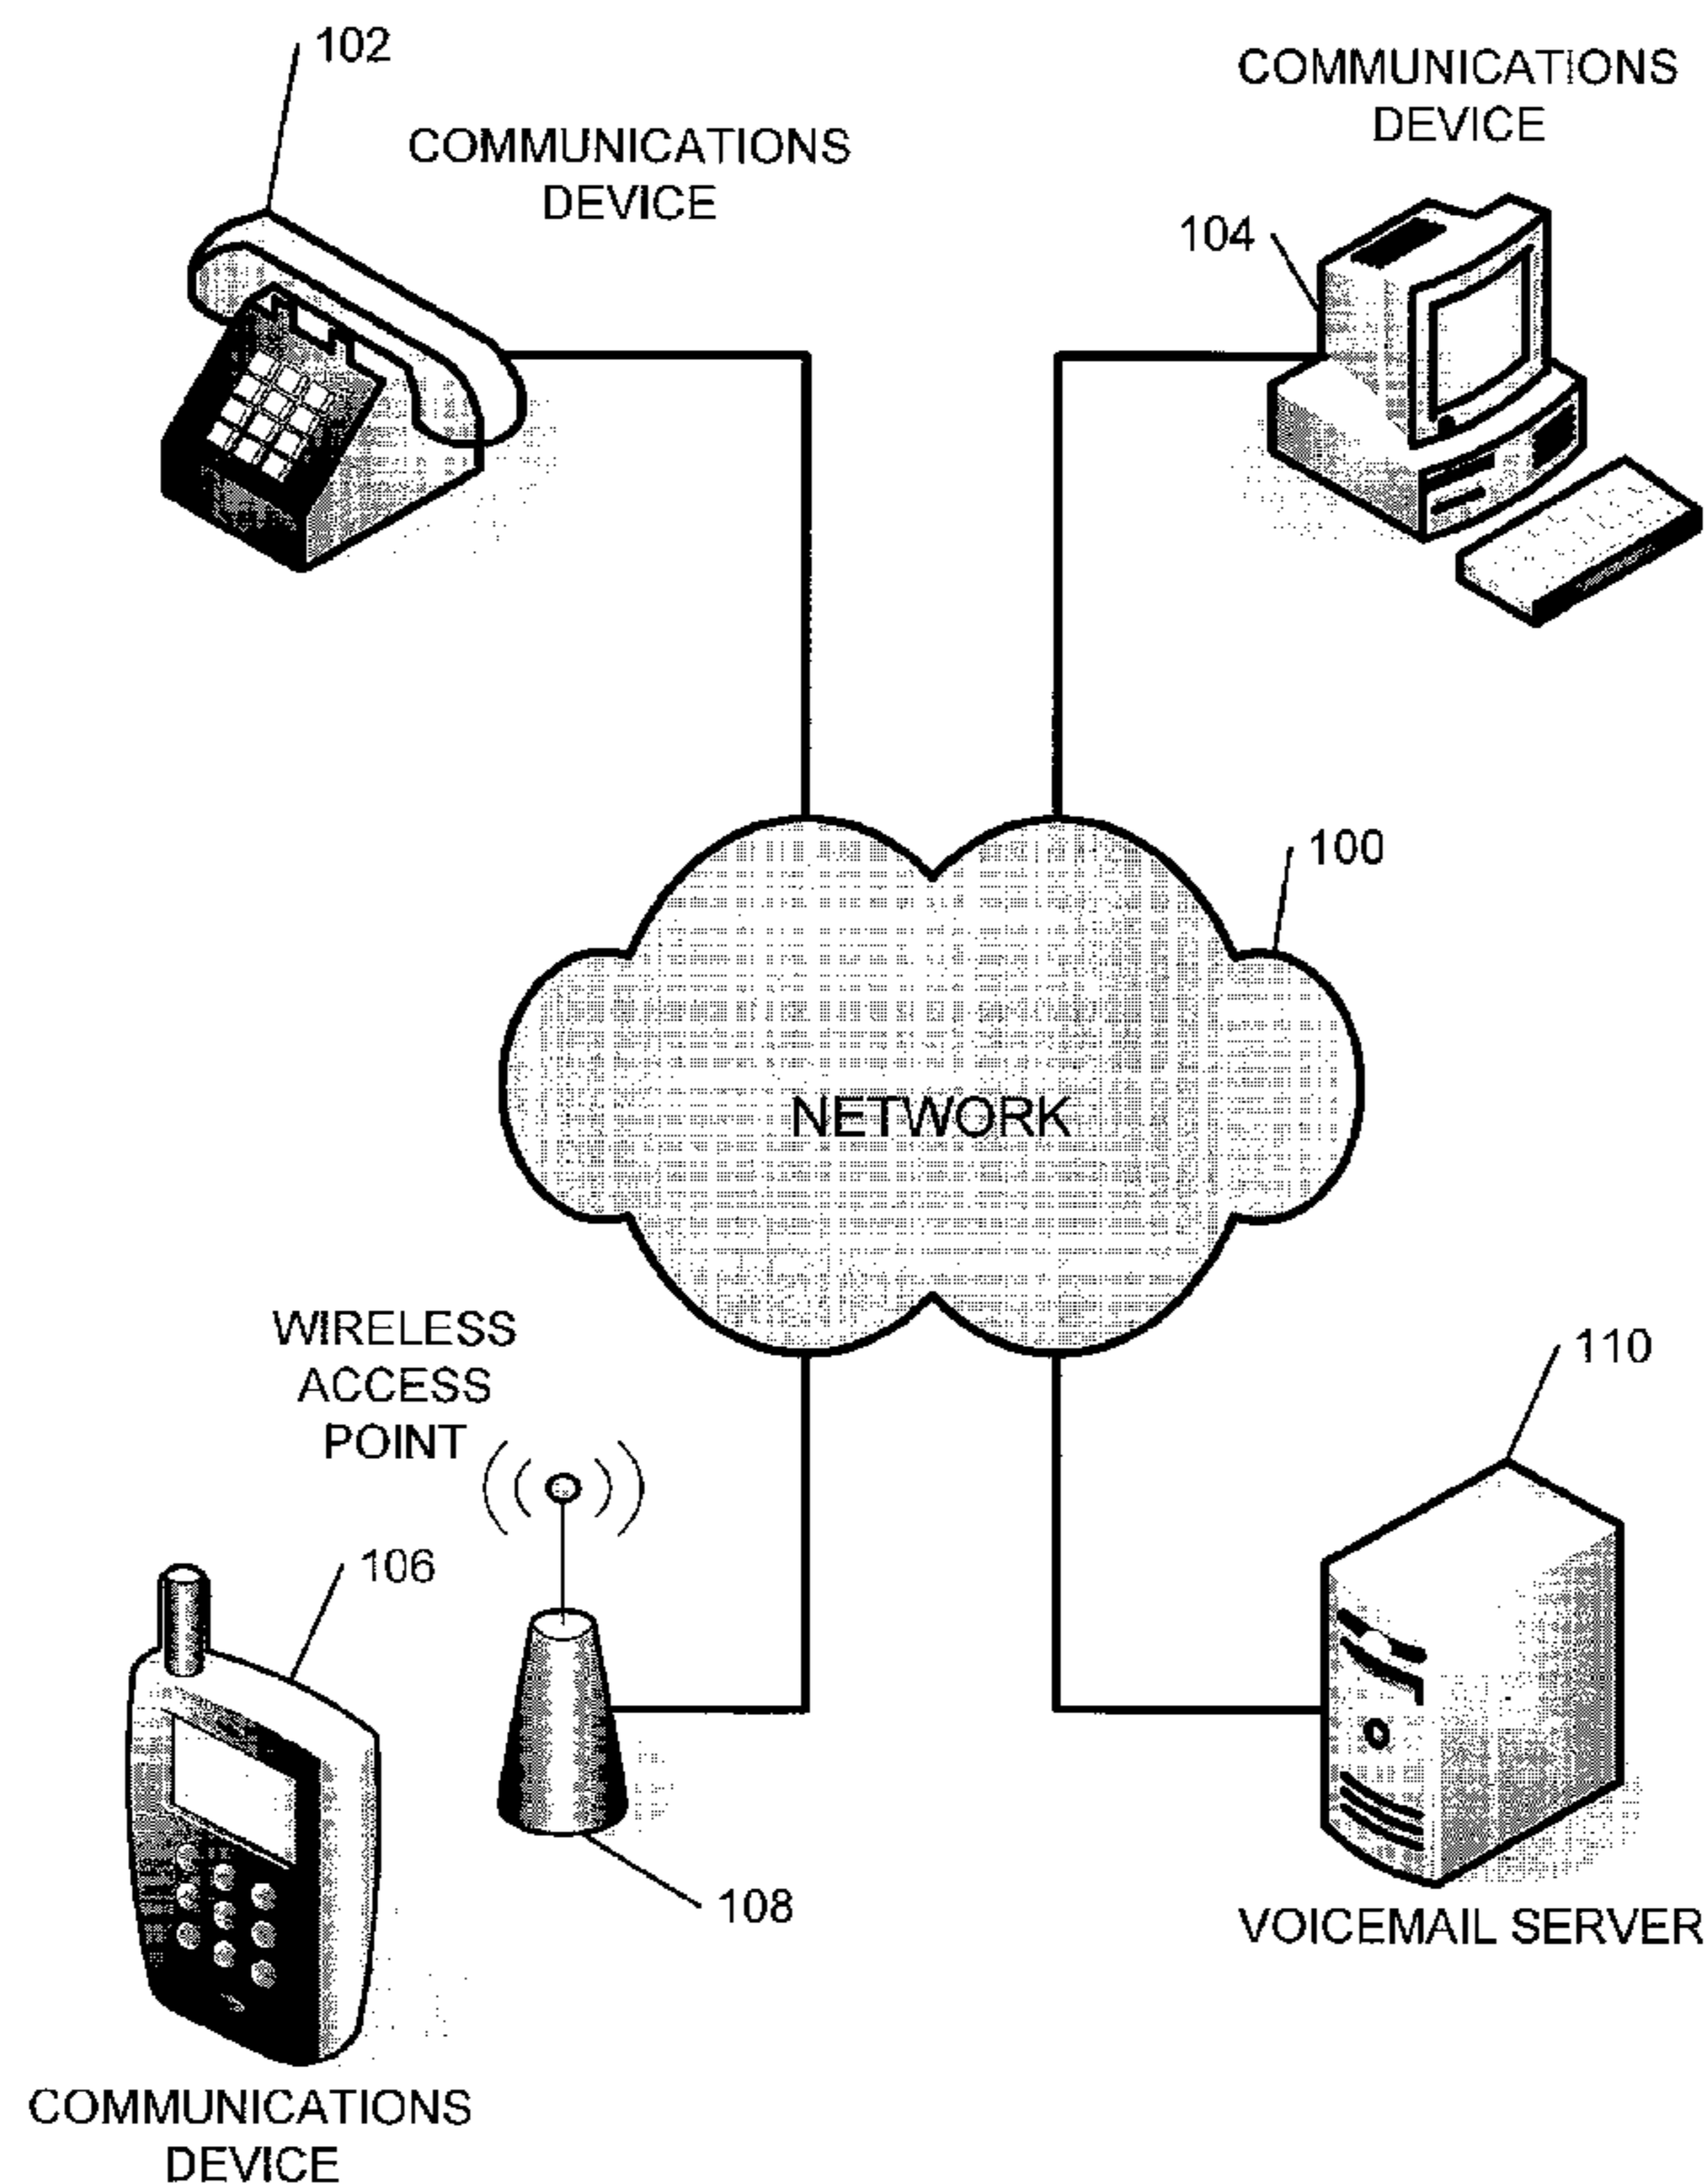 102
COMMUNICATIONS
DEVICE
COMMUNICATIONS
DEVICE
104
100
NETWORK
WIRELESS
ACCESS
POINT
110
106
108
VOICEMAIL SERVER
COMMUNICATIONS
DEVICE